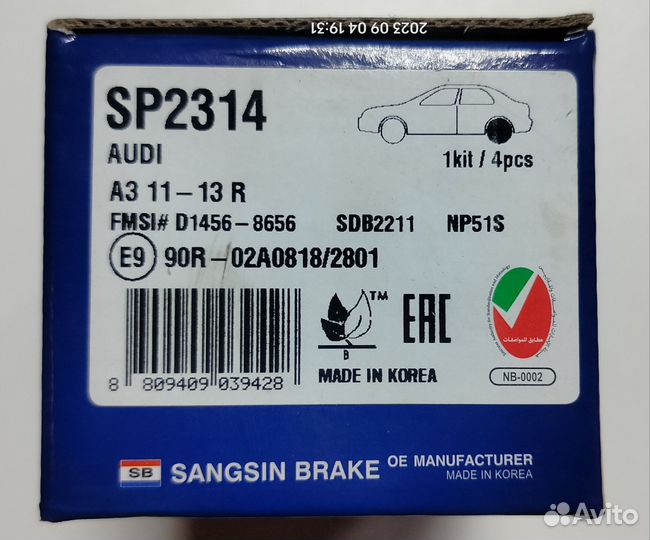 2023 09 04 19:31
SP2314
AUDI
1kit / 4pcs
A3 11-13 R
FMSI# D1456-8656 SDB2211 NP51S
E9 90R-02A0818/2801
TM
EAC
B
MADE IN KOREA
مطابق للمواصفات
NB-0002
8 809409 039428
SB SANGSIN BRAKE OE MANUFACTURER
MADE IN KOREA
Avito